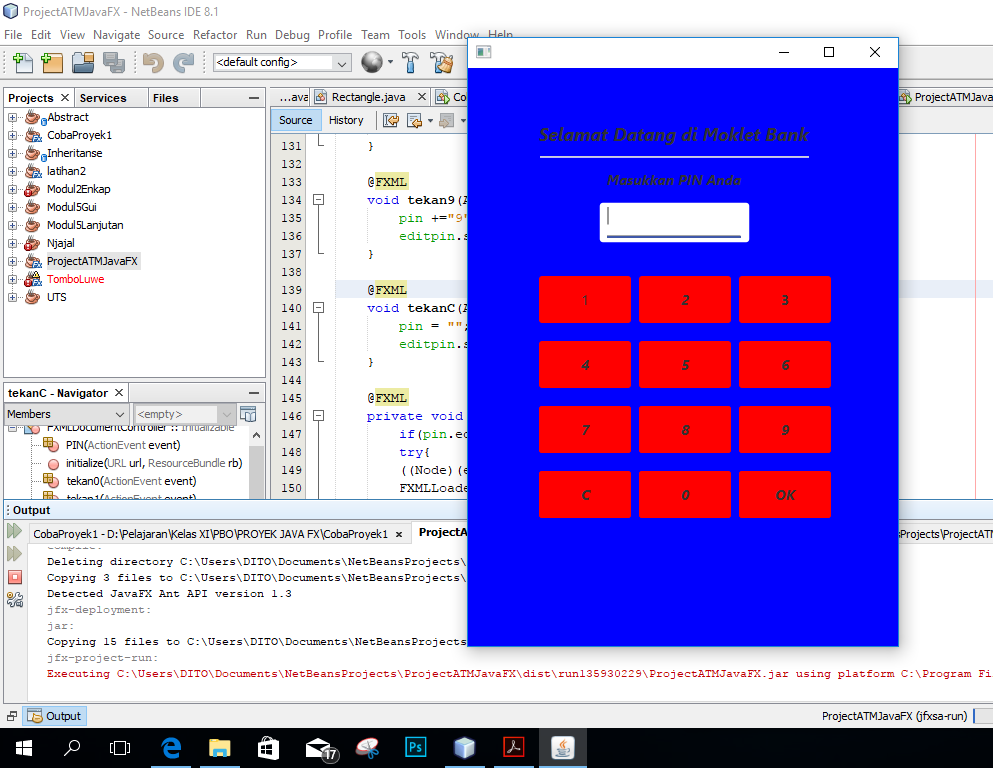 ProjectATMJavaFX - NetBeans IDE 8.1
File Edit View Navigate Source Refactor Run Debug Profile Team Tools Window Help
<default config>
Projects Services Files
...ava Rectangle.java Co ProjectATMJava
Source History
Abstract
CobaProyek1
Inheritanse
latihan2
Modul2Enkap
Modul5Gui
Modul5Lanjutan
Njajal
ProjectATMJavaFX
TomboLuwe
UTS
131 }
132
133 @FXML
134 void tekan9(A
135 pin +="9"
136 editpin.s
137 }
138
139 @FXML
140 void tekanC(A
141 pin = "";
142 editpin.s
143 }
144
145 @FXML
146 private void
147 if(pin.eq
148 try{
149 ((Node)(e
150 FXMLLoade
Selamat Datang di Moklet Bank
Masukkan PIN Anda
1 2 3
4 5 6
7 8 9
C 0 OK
tekanC - Navigator
Members <empty>
FXMLDocumentController :: Initializable
PIN(ActionEvent event)
initialize(URL url, ResourceBundle rb)
tekan0(ActionEvent event)
tekan1(ActionEvent event)
Output
CobaProyek1 - D:\Pelajaran\Kelas XI\PBO\PROYEK JAVA FX\CobaProyek1 ProjectATM sProjects\ProjectATM
compile:
Deleting directory C:\Users\DITO\Documents\NetBeansProjects\
Copying 3 files to C:\Users\DITO\Documents\NetBeansProjects\
Detected JavaFX Ant API version 1.3
jfx-deployment:
jar:
Copying 15 files to C:\Users\DITO\Documents\NetBeansProjects
jfx-project-run:
Executing C:\Users\DITO\Documents\NetBeansProjects\ProjectATMJavaFX\dist\run135930229\ProjectATMJavaFX.jar using platform C:\Program Fi
Output
ProjectATMJavaFX (jfxsa-run)
17
Ps